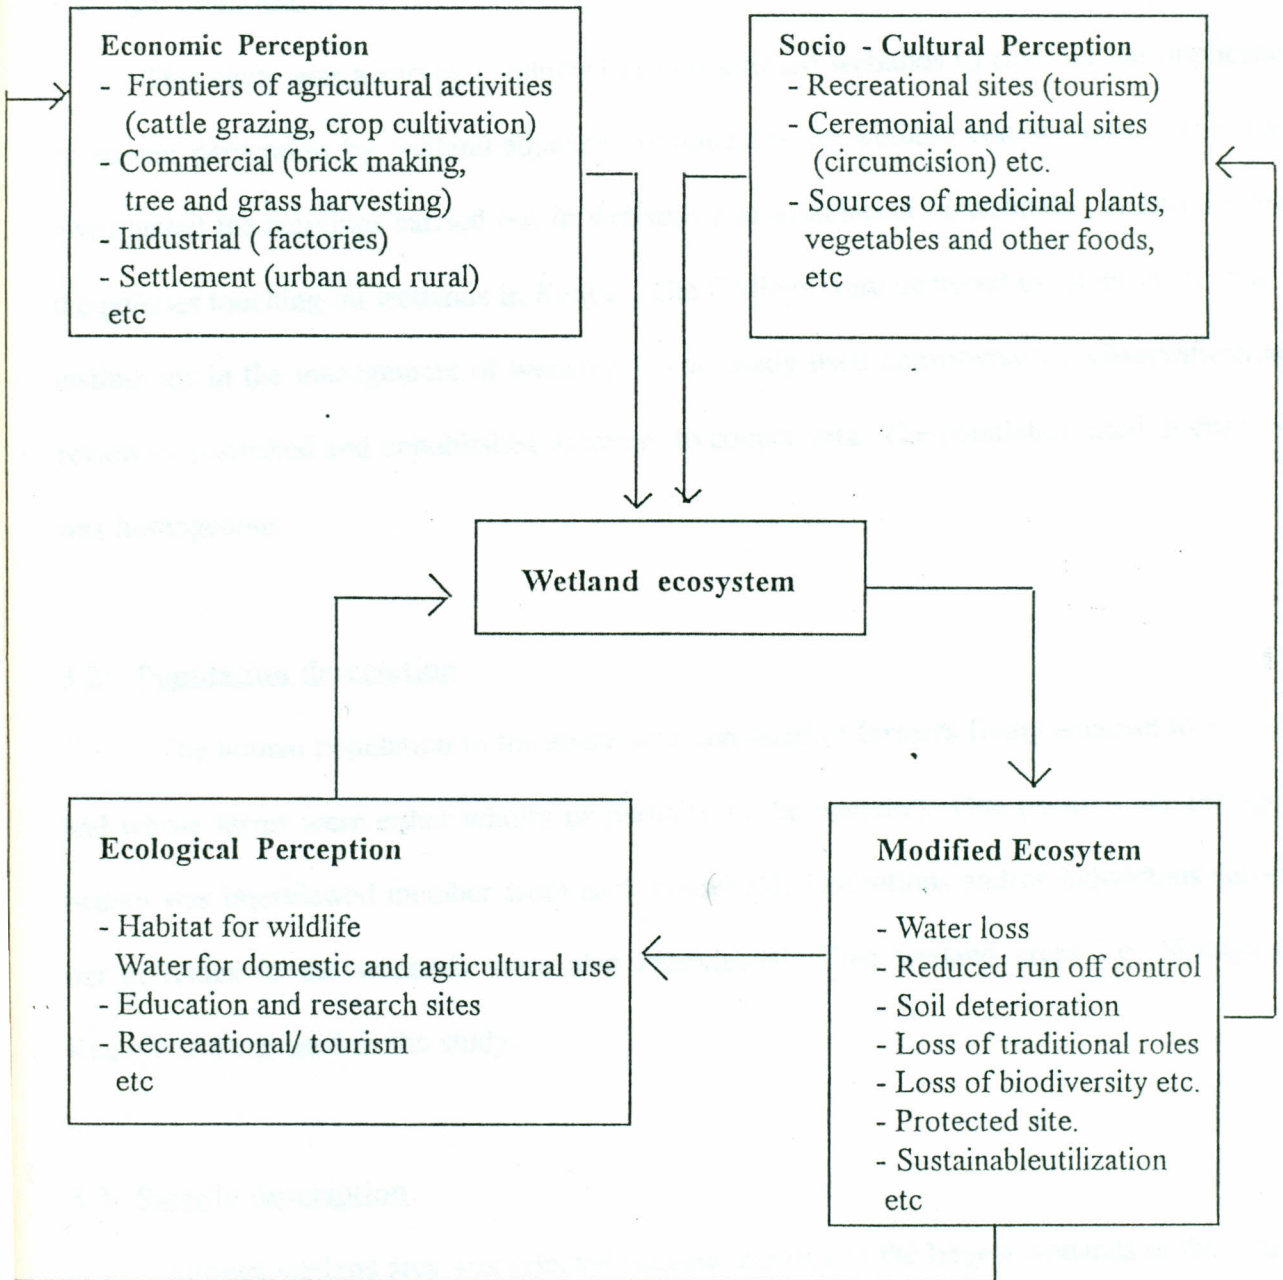 Economic Perception
- Frontiers of agricultural activities
(cattle grazing, crop cultivation)
- Commercial (brick making,
tree and grass harvesting)
- Industrial ( factories)
- Settlement (urban and rural)
etc
Socio - Cultural Perception
- Recreational sites (tourism)
- Ceremonial and ritual sites
(circumcision) etc.
- Sources of medicinal plants,
vegetables and other foods,
etc
Wetland ecosystem
Ecological Perception
- Habitat for wildlife
Water for domestic and agricultural use
- Education and research sites
- Recreaational/ tourism
etc
Modified Ecosytem
- Water loss
- Reduced run off control
- Soil deterioration
- Loss of traditional roles
- Loss of biodiversity etc.
- Protected site.
- Sustainableutilization
etc